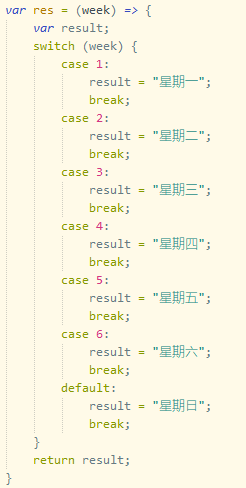 var res = (week) => {
    var result;
    switch (week) {
        case 1:
            result = "星期一";
            break;
        case 2:
            result = "星期二";
            break;
        case 3:
            result = "星期三";
            break;
        case 4:
            result = "星期四";
            break;
        case 5:
            result = "星期五";
            break;
        case 6:
            result = "星期六";
            break;
        default:
            result = "星期日";
            break;
    }
    return result;
}